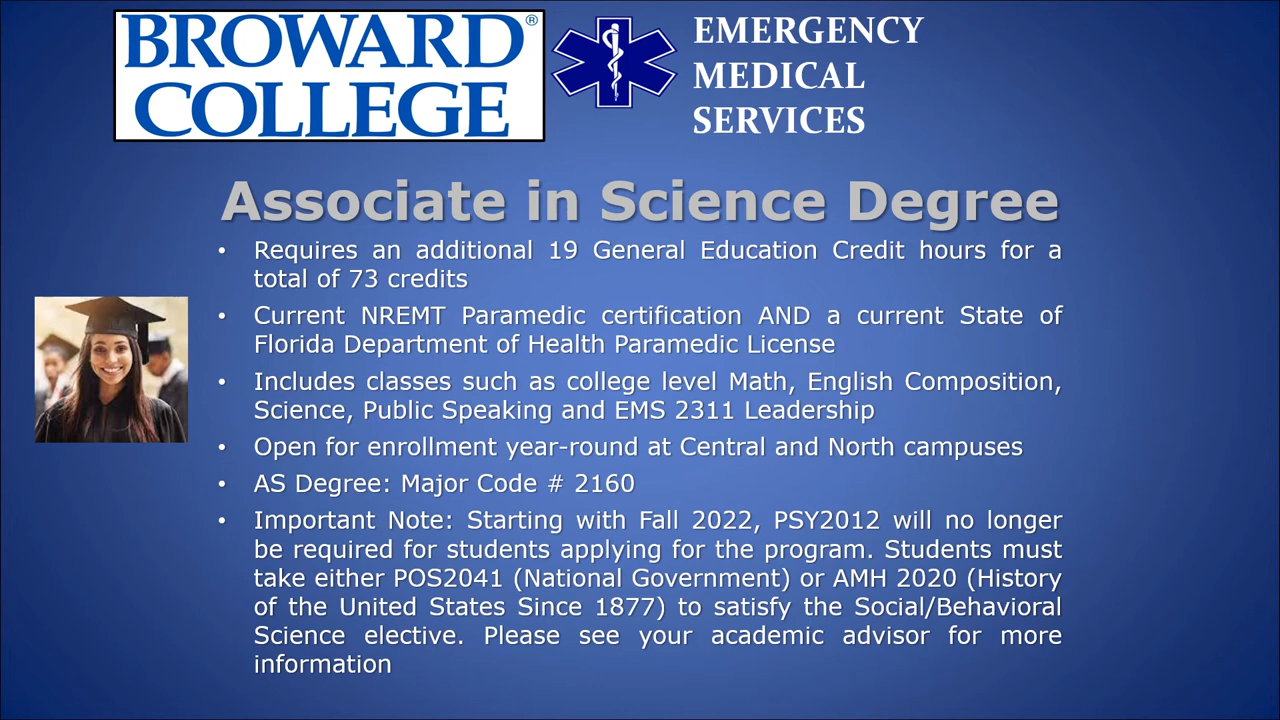 BROWARD®
COLLEGE
EMERGENCY
MEDICAL
SERVICES
Associate in Science Degree
• Requires an additional 19 General Education Credit hours for a
total of 73 credits
• Current NREMT Paramedic certification AND a current State of
Florida Department of Health Paramedic License
• Includes classes such as college level Math, English Composition,
Science, Public Speaking and EMS 2311 Leadership
• Open for enrollment year-round at Central and North campuses
• AS Degree: Major Code # 2160
• Important Note: Starting with Fall 2022, PSY2012 will no longer
be required for students applying for the program. Students must
take either POS2041 (National Government) or AMH 2020 (History
of the United States Since 1877) to satisfy the Social/Behavioral
Science elective. Please see your academic advisor for more
information